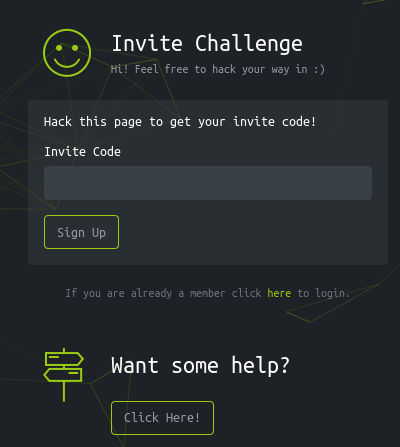 Invite Challenge
Hi! Feel free to hack your way in :)
Hack this page to get your invite code!
Invite Code
Sign Up
If you are already a member click here to login.
Want some help?
Click Here!